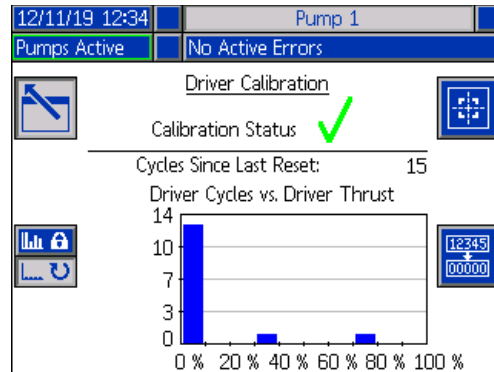 12/11/19 12:34 Pump 1
Pumps Active No Active Errors
Driver Calibration
Calibration Status
Cycles Since Last Reset: 15
Driver Cycles vs. Driver Thrust
14
10
7
3
0
0 % 20 % 40 % 60 % 80 % 100 %
12345
00000